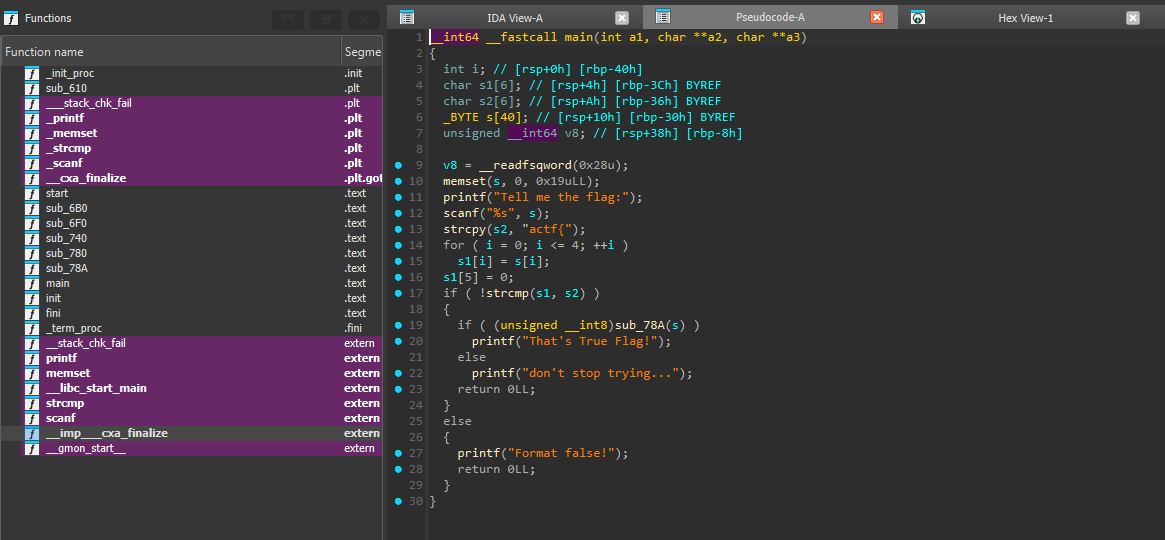 Functions
Function name Segme
_init_proc .init
sub_610 .plt
___stack_chk_fail .plt
_printf .plt
_memset .plt
_strcmp .plt
_scanf .plt
__cxa_finalize .plt.got
start .text
sub_6B0 .text
sub_6F0 .text
sub_740 .text
sub_780 .text
sub_78A .text
main .text
init .text
fini .text
_term_proc .fini
__stack_chk_fail extern
printf extern
memset extern
__libc_start_main extern
strcmp extern
scanf extern
__imp___cxa_finalize extern
__gmon_start__ extern
IDA View-A Pseudocode-A Hex View-1
1 __int64 __fastcall main(int a1, char **a2, char **a3)
2 {
3   int i; // [rsp+0h] [rbp-40h]
4   char s1[6]; // [rsp+4h] [rbp-3Ch] BYREF
5   char s2[6]; // [rsp+Ah] [rbp-36h] BYREF
6   _BYTE s[40]; // [rsp+10h] [rbp-30h] BYREF
7   unsigned __int64 v8; // [rsp+38h] [rbp-8h]
8
9   v8 = __readfsqword(0x28u);
10   memset(s, 0, 0x19uLL);
11   printf("Tell me the flag:");
12   scanf("%s", s);
13   strcpy(s2, "actf{");
14   for ( i = 0; i <= 4; ++i )
15     s1[i] = s[i];
16   s1[5] = 0;
17   if ( !strcmp(s1, s2) )
18   {
19     if ( (unsigned __int8)sub_78A(s) )
20       printf("That's True Flag!");
21     else
22       printf("don't stop trying...");
23     return 0LL;
24   }
25   else
26   {
27     printf("Format false!");
28     return 0LL;
29   }
30 }